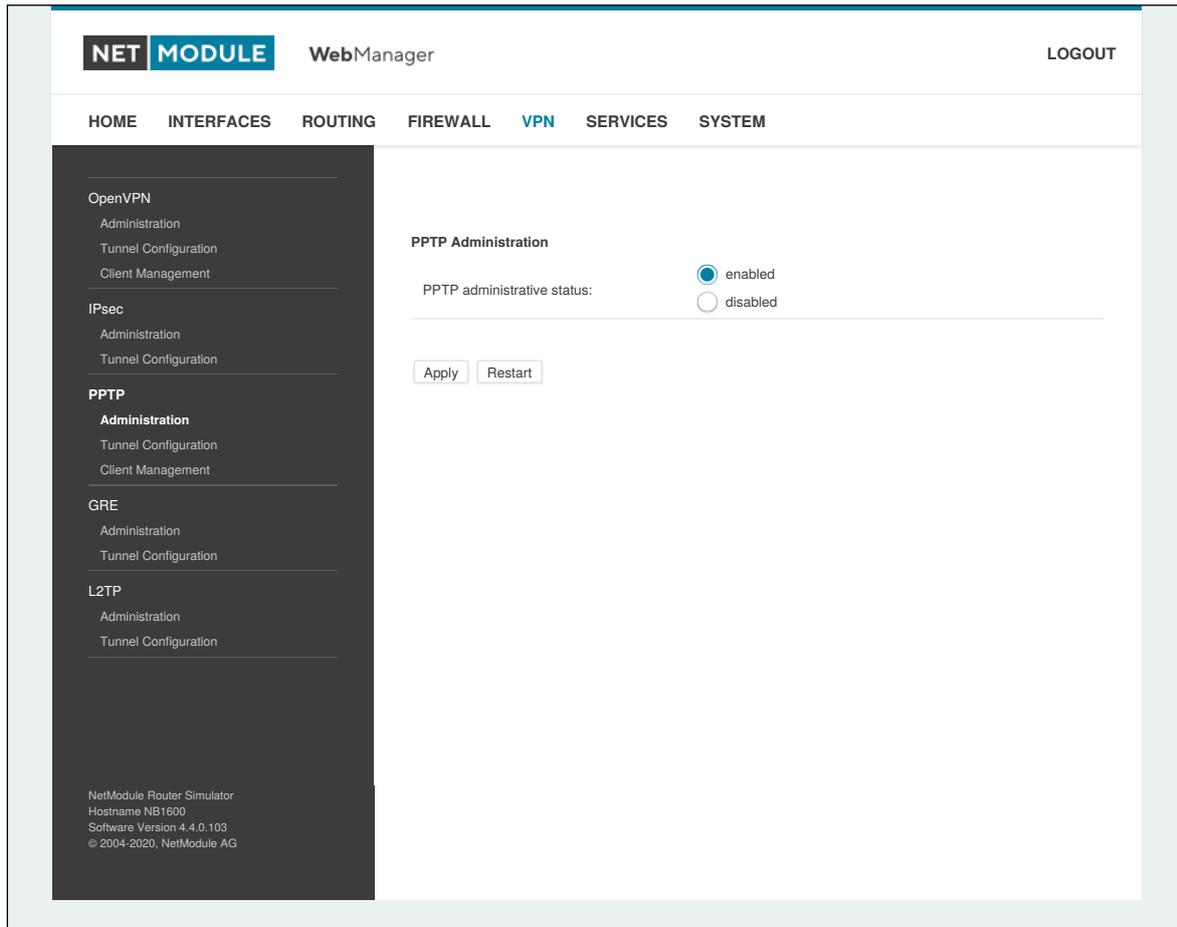 NET MODULE WebManager LOGOUT
HOME INTERFACES ROUTING FIREWALL VPN SERVICES SYSTEM
OpenVPN
Administration
Tunnel Configuration
Client Management
IPsec
Administration
Tunnel Configuration
PPTP
Administration
Tunnel Configuration
Client Management
GRE
Administration
Tunnel Configuration
L2TP
Administration
Tunnel Configuration
NetModule Router Simulator
Hostname NB1600
Software Version 4.4.0.103
© 2004-2020, NetModule AG
PPTP Administration
PPTP administrative status:
enabled
disabled
Apply Restart